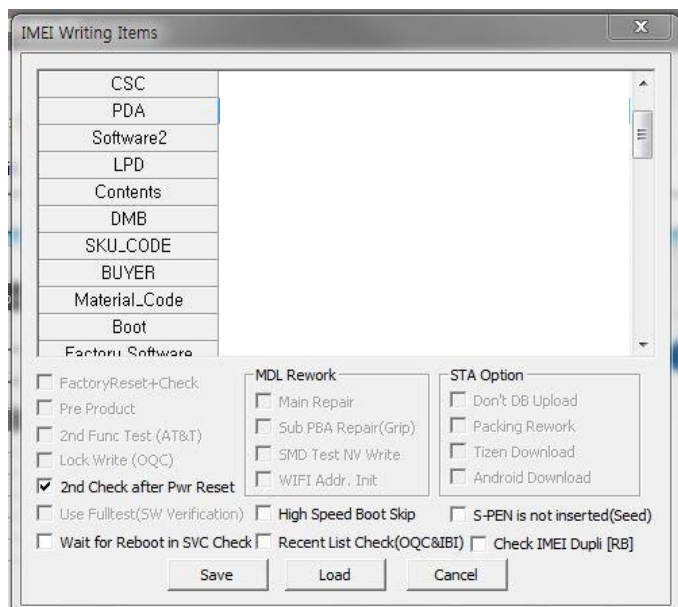 IMEI Writing Items
CSC
PDA
Software2
LPD
Contents
DMB
SKU_CODE
BUYER
Material_Code
Boot
Factory Software
FactoryReset+Check
Pre Product
2nd Func Test (AT&T)
Lock Write (OQC)
2nd Check after Pwr Reset
Use Fulltest(SW Verification)
Wait for Reboot in SVC Check
MDL Rework
Main Repair
Sub PBA Repair(Grip)
SMD Test NV Write
WIFI Addr. Init
High Speed Boot Skip
Recent List Check(OQC&IBI)
STA Option
Don't DB Upload
Packing Rework
Tizen Download
Android Download
S-PEN is not inserted(Seed)
Check IMEI Dupli [RB]
Save
Load
Cancel